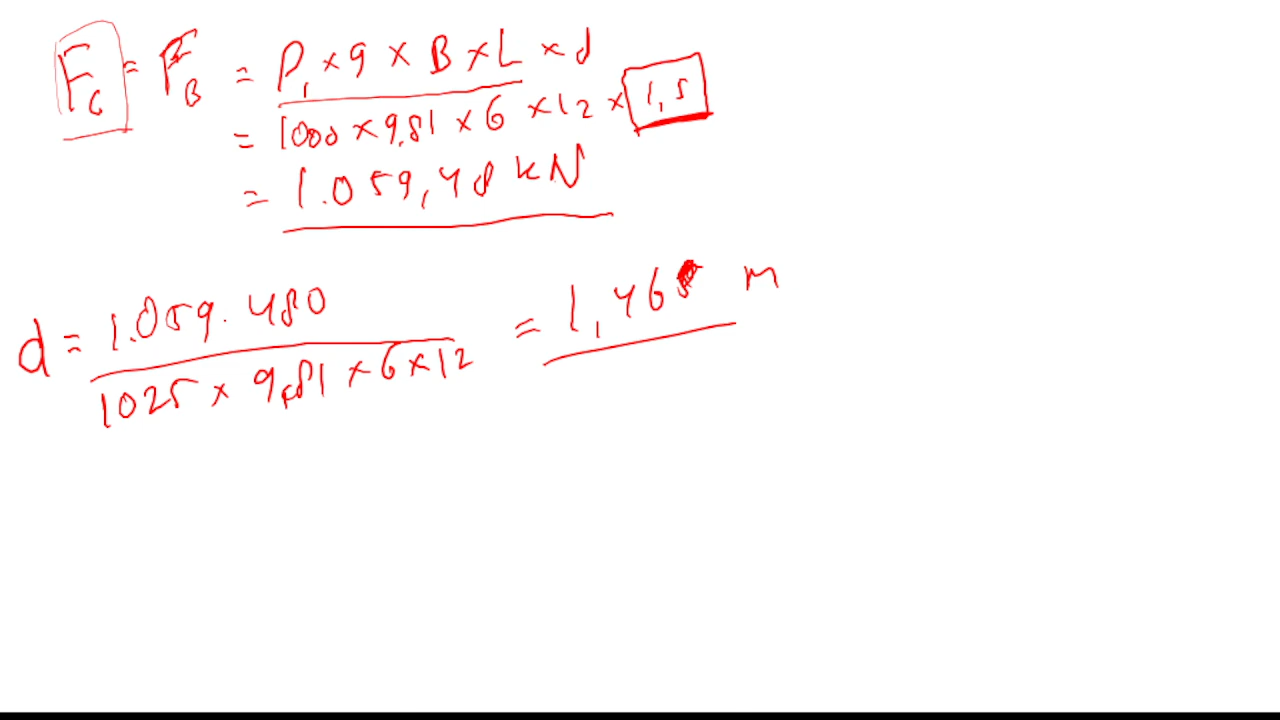 F_G = F_B = ρ_1 × g × B × L × d
= 1000 × 9,81 × 6 × 12 × 1,5
= 1.059,48 kN
d = 1.059.480 / 1025 × 9,81 × 6 × 12 = 1,46 m